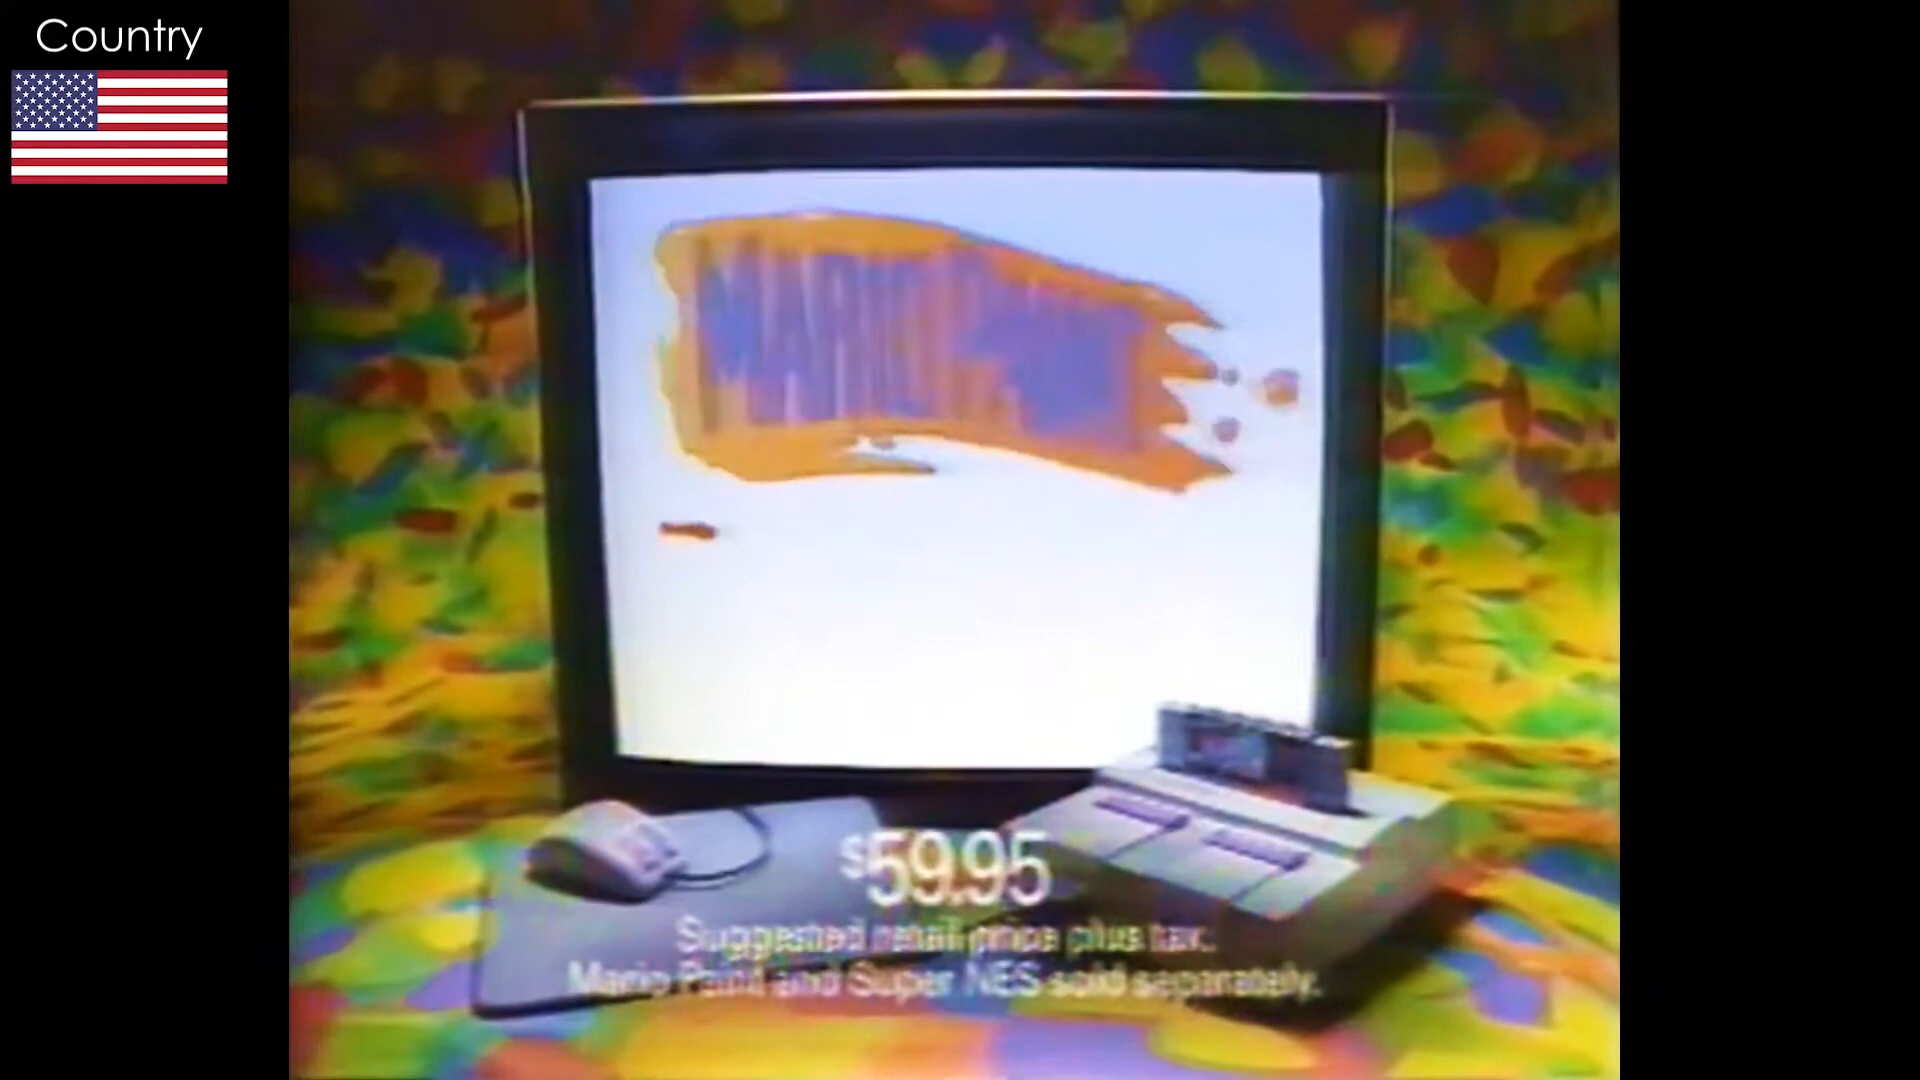 Country
$59.95
Suggested retail price plus tax.
Mario Paint and Super NES sold separately.